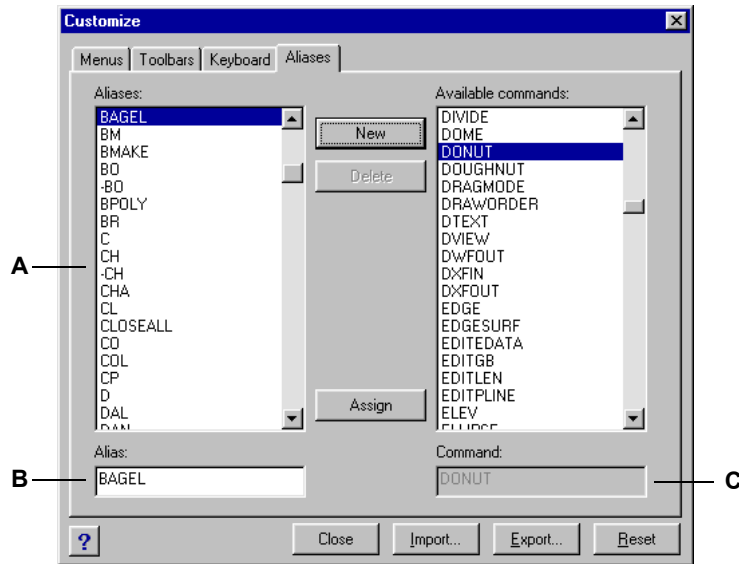 Customize
Menus Toolbars Keyboard Aliases
Aliases:
BAGEL
BM
BMAKE
BO
-BO
BPOLY
BR
C
CH
-CH
CHA
CL
CLOSEALL
CO
COL
CP
D
DAL
DAN
New
Delete
Assign
Available commands:
DIVIDE
DOME
DONUT
DOUGHNUT
DRAGMODE
DRAWORDER
DTEXT
DVIEW
DWFOUT
DXFIN
DXFOUT
EDGE
EDGESURF
EDITEDATA
EDITGB
EDITLEN
EDITPLINE
ELEV
ELLIPSE
A
Alias:
BAGEL
B
Command:
DONUT
C
?
Close Import... Export... Reset